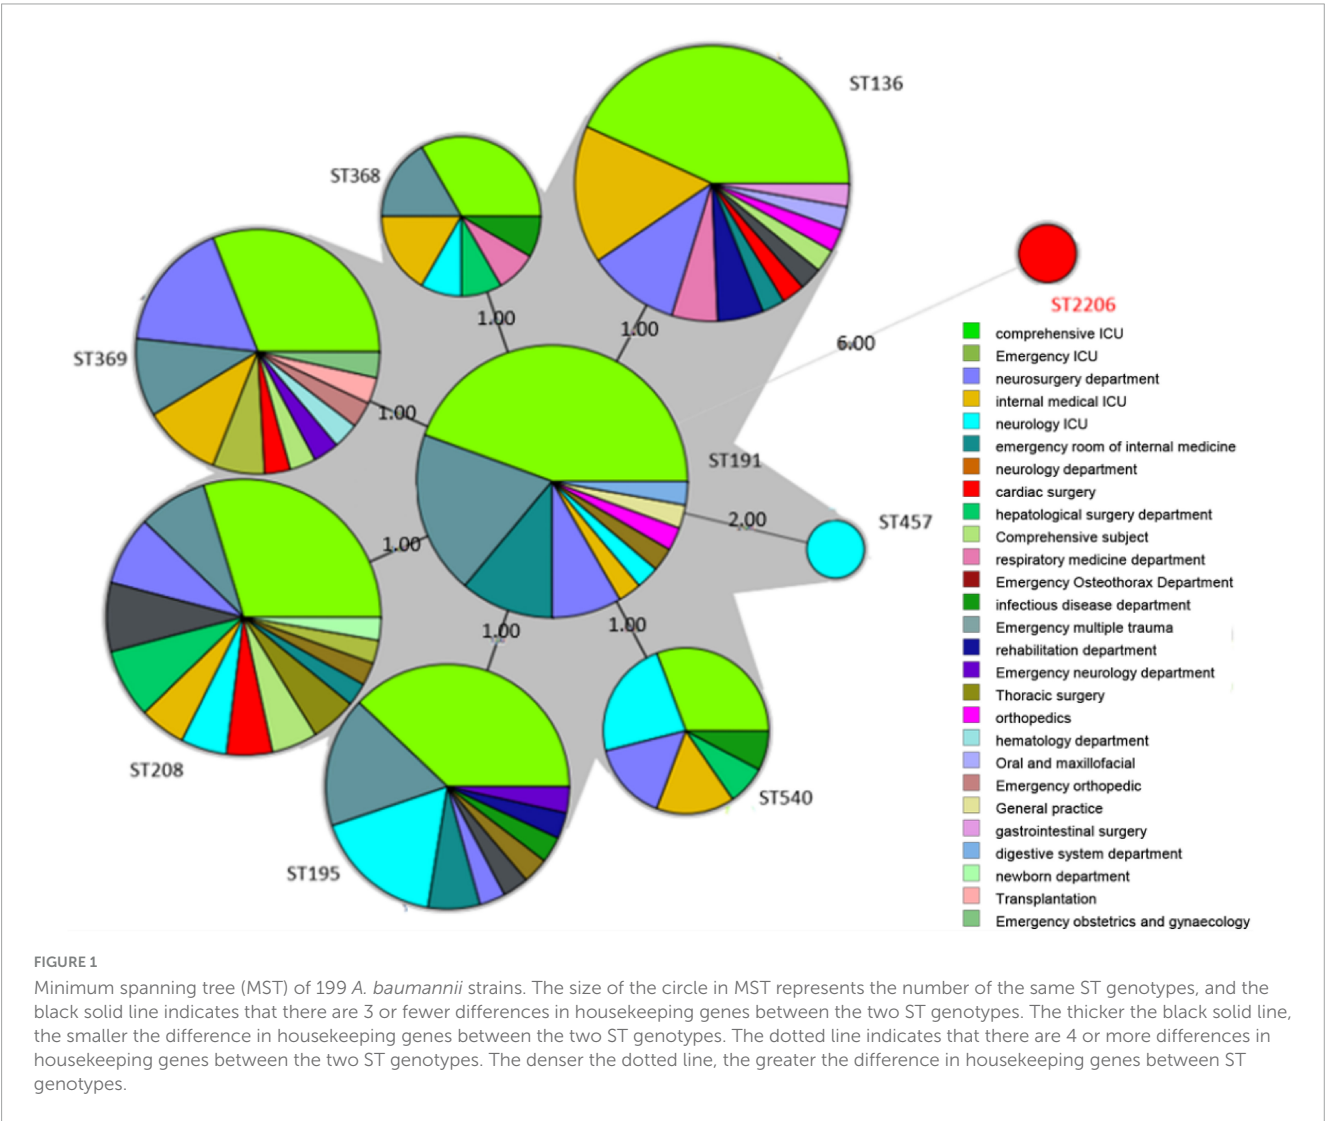 ST136
ST368
ST2206
1.00
1.00
6.00
ST369
1.00
ST191
2.00
ST457
1.00
1.00
1.00
ST208
ST540
ST195
comprehensive ICU
Emergency ICU
neurosurgery department
internal medical ICU
neurology ICU
emergency room of internal medicine
neurology department
cardiac surgery
hepatological surgery department
Comprehensive subject
respiratory medicine department
Emergency Osteothorax Department
infectious disease department
Emergency multiple trauma
rehabilitation department
Emergency neurology department
Thoracic surgery
orthopedics
hematology department
Oral and maxillofacial
Emergency orthopedic
General practice
gastrointestinal surgery
digestive system department
newborn department
Transplantation
Emergency obstetrics and gynaecology
FIGURE 1
Minimum spanning tree (MST) of 199 A. baumannii strains. The size of the circle in MST represents the number of the same ST genotypes, and the
black solid line indicates that there are 3 or fewer differences in housekeeping genes between the two ST genotypes. The thicker the black solid line,
the smaller the difference in housekeeping genes between the two ST genotypes. The dotted line indicates that there are 4 or more differences in
housekeeping genes between the two ST genotypes. The denser the dotted line, the greater the difference in housekeeping genes between ST
genotypes.